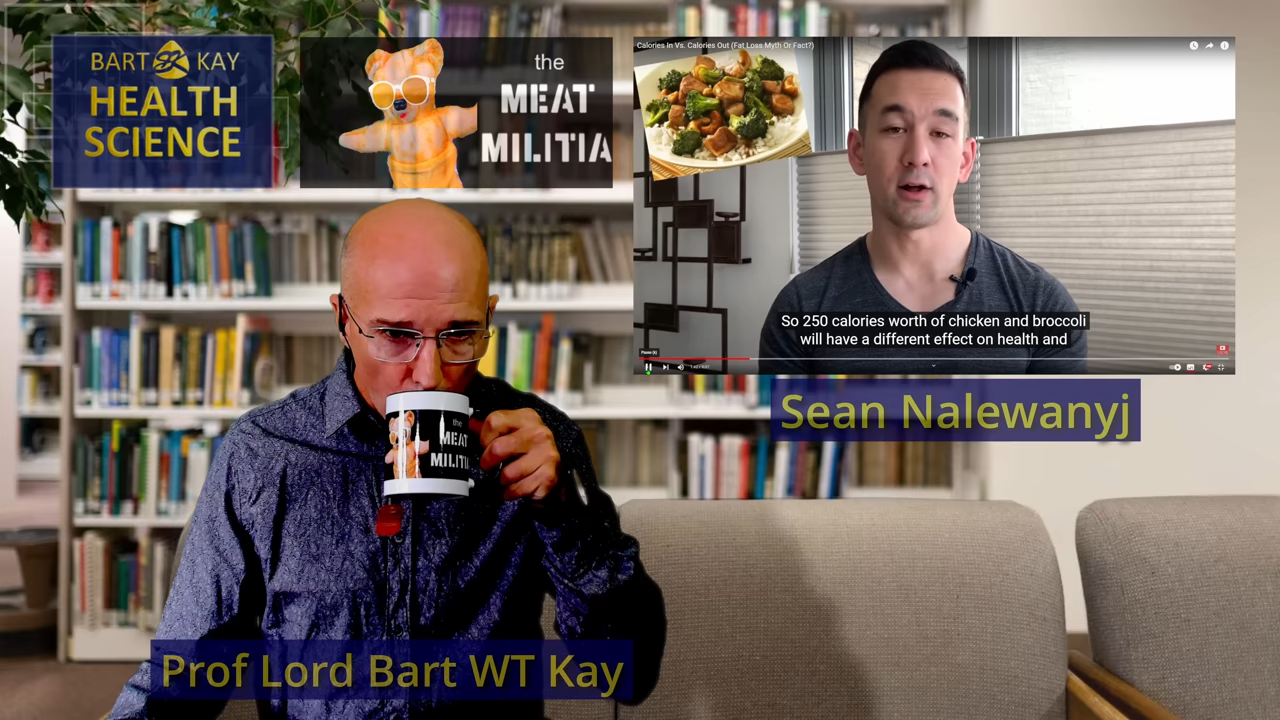 BART BK KAY
HEALTH
SCIENCE
the
MEAT
MILITIA
Calories In Vs. Calories Out (Fat Loss Myth Or Fact?)
So 250 calories worth of chicken and broccoli
will have a different effect on health and
Pause (k)
Sean Nalewanyj
the
MEAT
MILITIA
Prof Lord Bart WT Kay